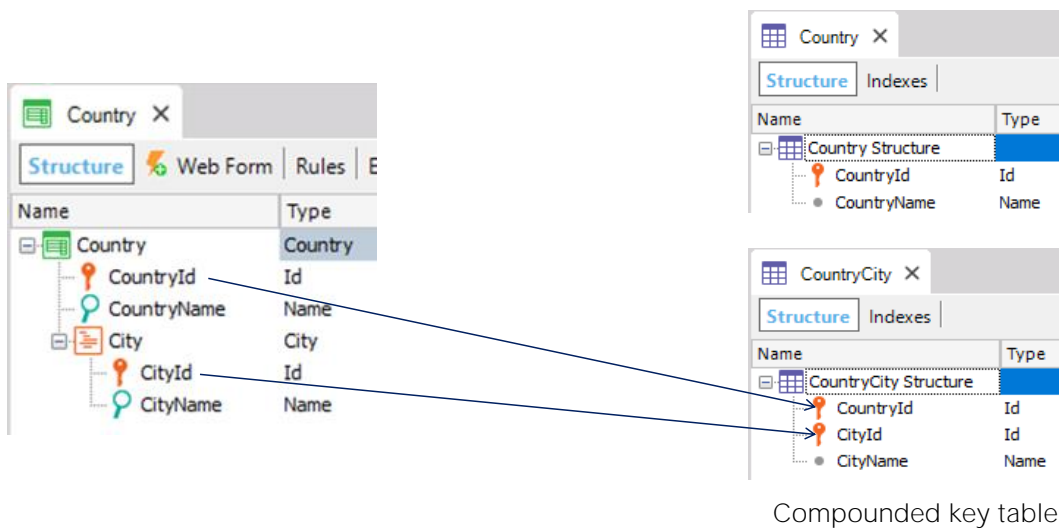 Country
Structure Web Form Rules E
Name Type
Country Country
CountryId Id
CountryName Name
City City
CityId Id
CityName Name
Country
Structure Indexes
Name Type
Country Structure
CountryId Id
CountryName Name
CountryCity
Structure Indexes
Name Type
CountryCity Structure
CountryId Id
CityId Id
CityName Name
Compounded key table